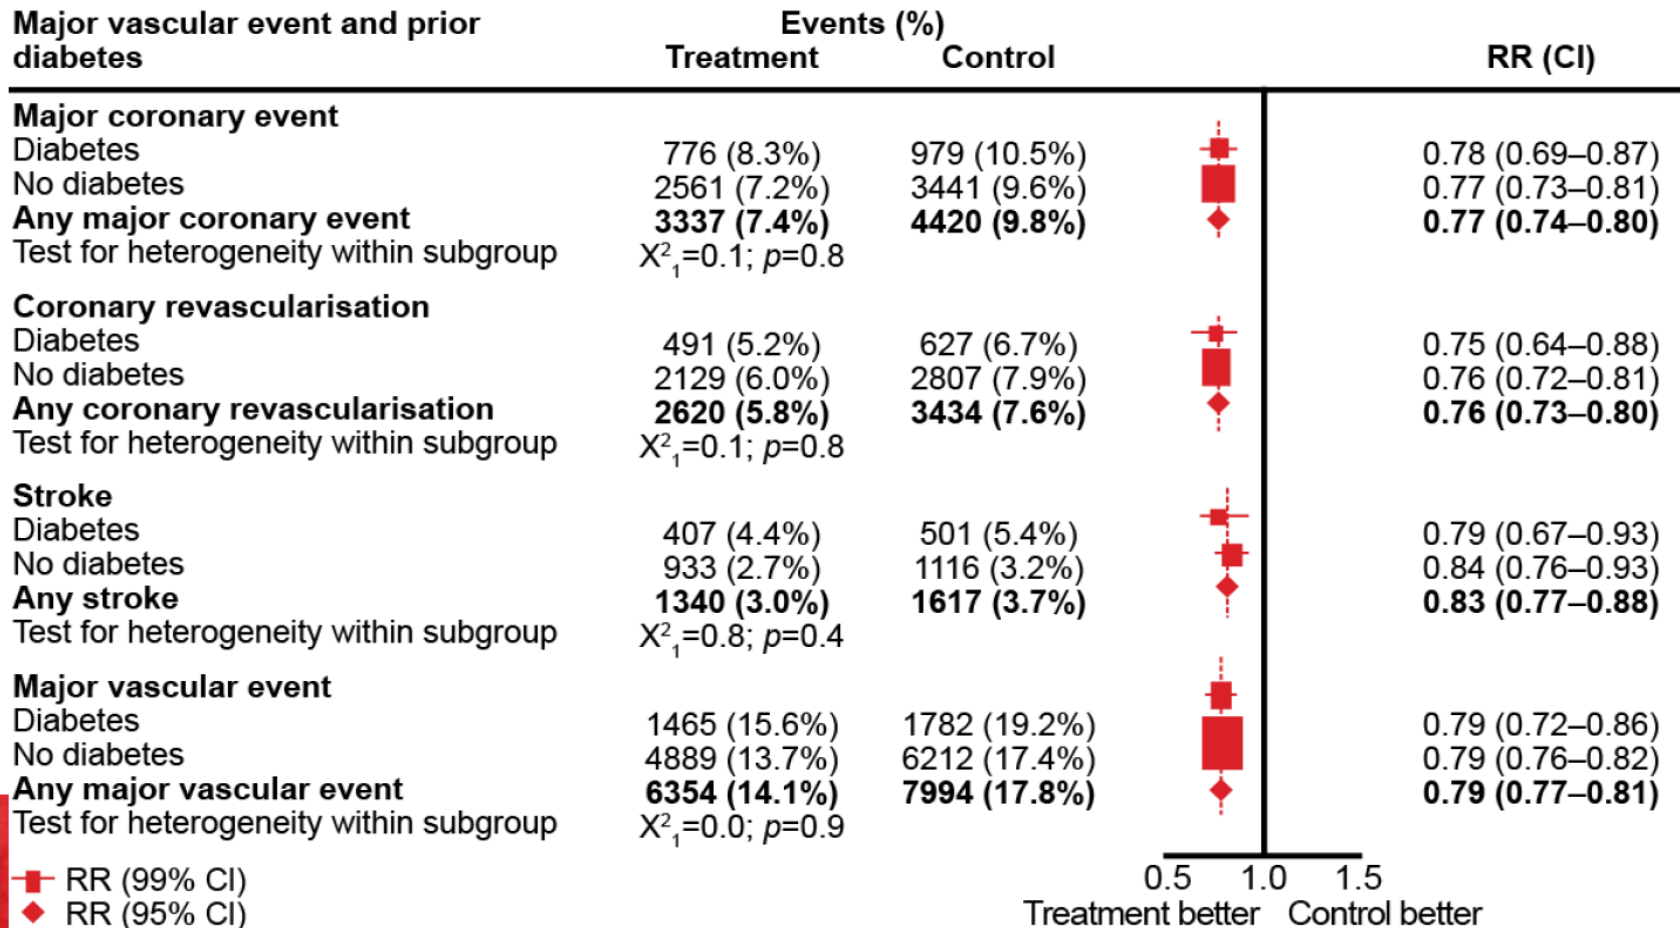 Major vascular event and prior diabetes Events (%) RR (CI)
Treatment Control
Major coronary event
Diabetes 776 (8.3%) 979 (10.5%) 0.78 (0.69–0.87)
No diabetes 2561 (7.2%) 3441 (9.6%) 0.77 (0.73–0.81)
Any major coronary event 3337 (7.4%) 4420 (9.8%) 0.77 (0.74–0.80)
Test for heterogeneity within subgroup X²₁=0.1; p=0.8
Coronary revascularisation
Diabetes 491 (5.2%) 627 (6.7%) 0.75 (0.64–0.88)
No diabetes 2129 (6.0%) 2807 (7.9%) 0.76 (0.72–0.81)
Any coronary revascularisation 2620 (5.8%) 3434 (7.6%) 0.76 (0.73–0.80)
Test for heterogeneity within subgroup X²₁=0.1; p=0.8
Stroke
Diabetes 407 (4.4%) 501 (5.4%) 0.79 (0.67–0.93)
No diabetes 933 (2.7%) 1116 (3.2%) 0.84 (0.76–0.93)
Any stroke 1340 (3.0%) 1617 (3.7%) 0.83 (0.77–0.88)
Test for heterogeneity within subgroup X²₁=0.8; p=0.4
Major vascular event
Diabetes 1465 (15.6%) 1782 (19.2%) 0.79 (0.72–0.86)
No diabetes 4889 (13.7%) 6212 (17.4%) 0.79 (0.76–0.82)
Any major vascular event 6354 (14.1%) 7994 (17.8%) 0.79 (0.77–0.81)
Test for heterogeneity within subgroup X²₁=0.0; p=0.9
RR (99% CI) 0.5 1.0 1.5
RR (95% CI) Treatment better Control better